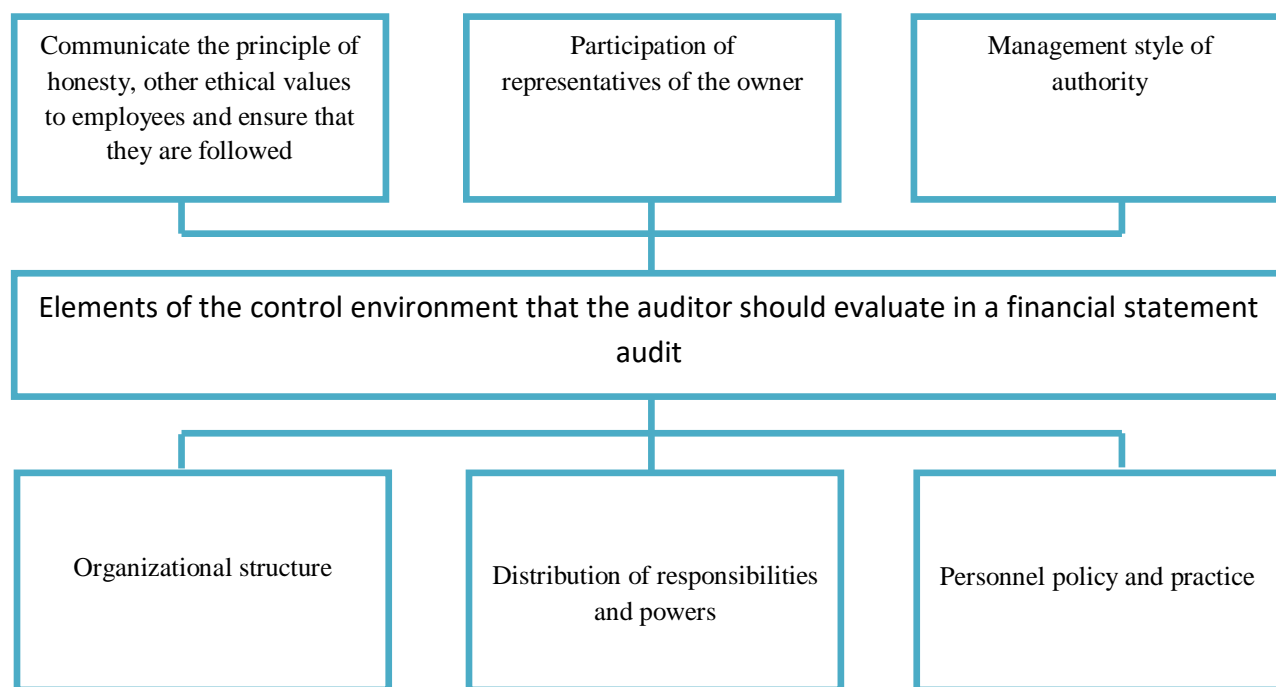 Communicate the principle of
honesty, other ethical values
to employees and ensure that
they are followed
Participation of
representatives of the owner
Management style of
authority
Elements of the control environment that the auditor should evaluate in a financial statement
audit
Organizational structure
Distribution of responsibilities
and powers
Personnel policy and practice